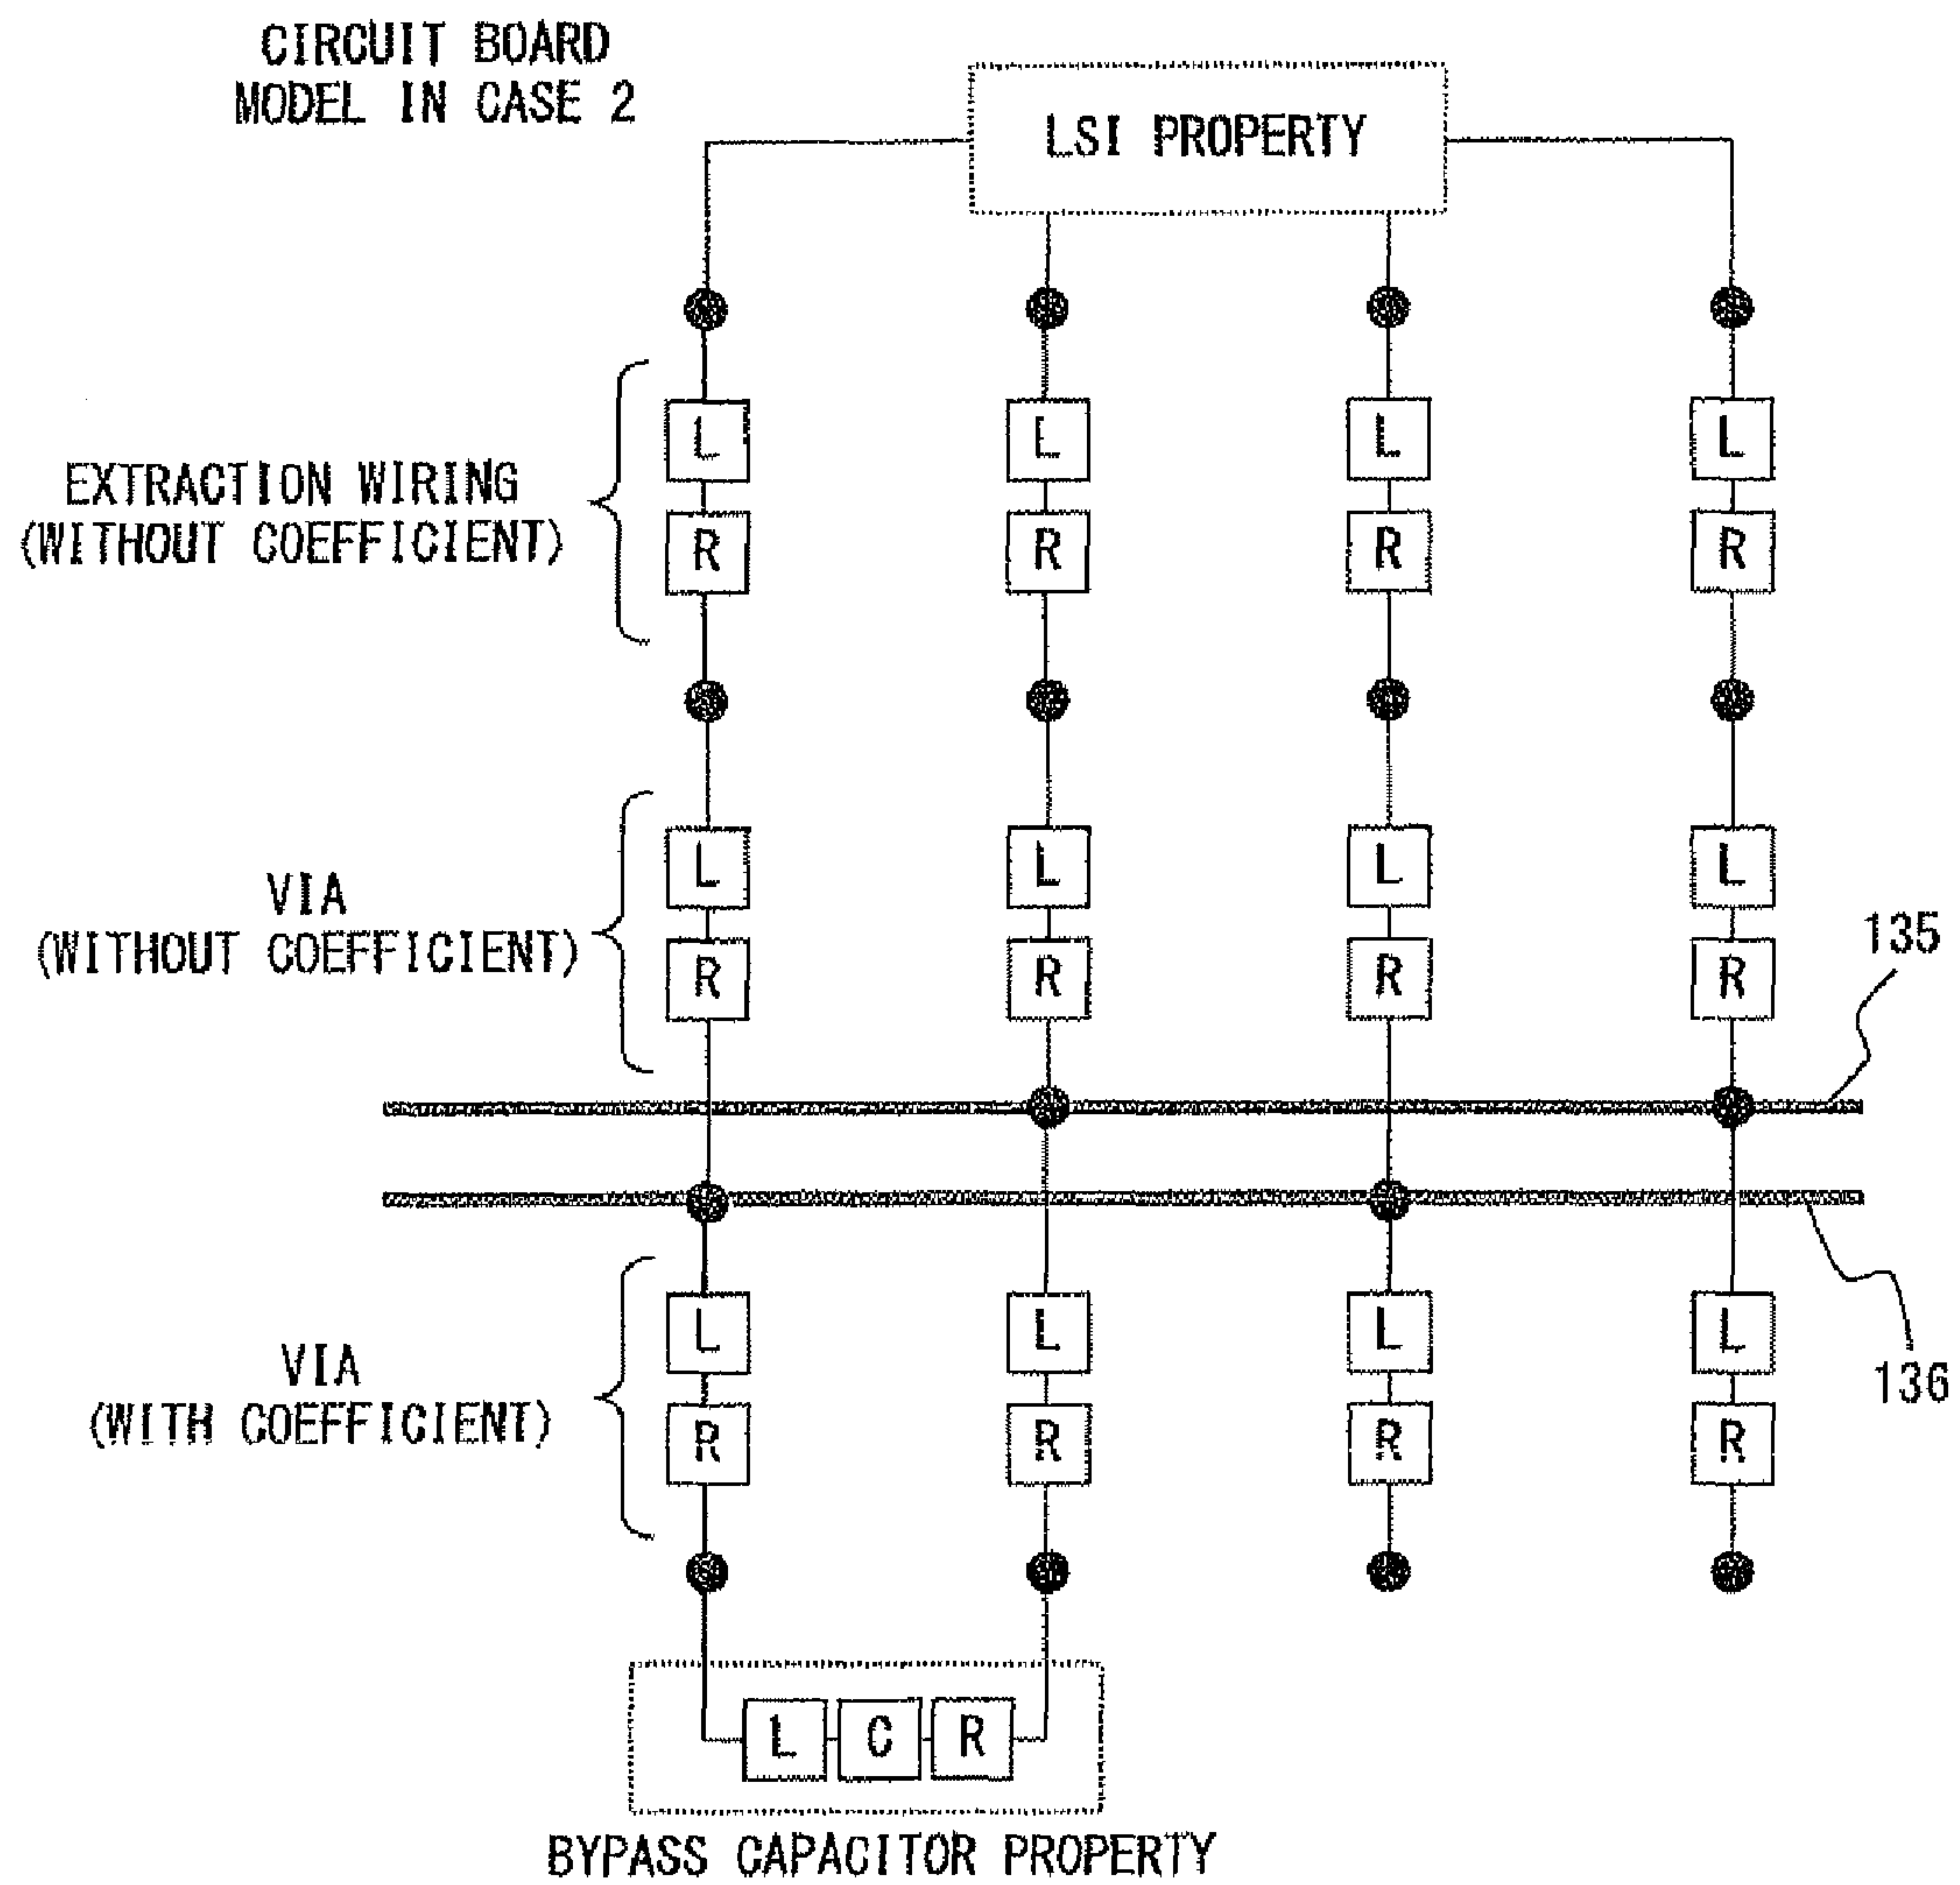 CIRCUIT BOARD
MODEL IN CASE 2
LSI PROPERTY
L L L L
EXTRACTION WIRING
(WITHOUT COEFFICIENT)
R R R R
L L L L
VIA
(WITHOUT COEFFICIENT)
R R R R
135
L L L L
VIA
(WITH COEFFICIENT)
136
R R R R
L C R
BYPASS CAPACITOR PROPERTY